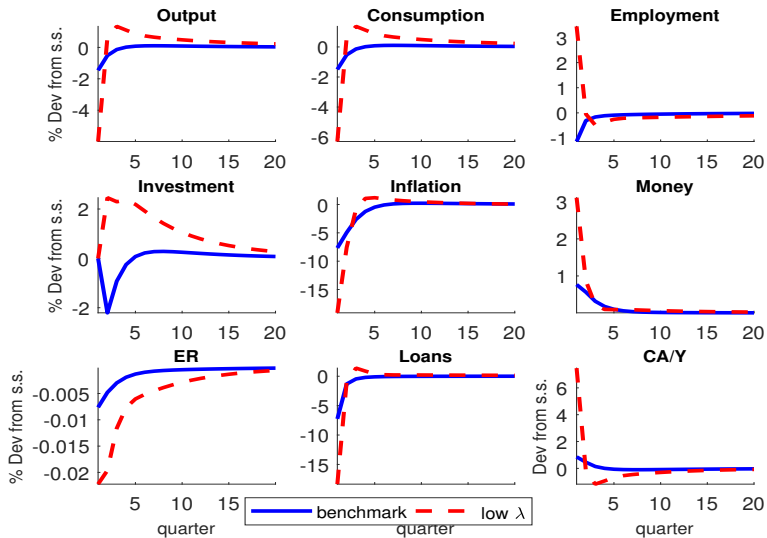 Output Consumption Employment
% Dev from s.s.
0
-2
-4
5 10 15 20
0
-2
-4
-6
5 10 15 20
3
2
1
0
-1
5 10 15 20
Investment Inflation Money
% Dev from s.s.
2
0
-2
5 10 15 20
0
-5
-10
-15
5 10 15 20
3
2
1
5 10 15 20
ER Loans CA/Y
% Dev from s.s.
-0.005
-0.01
-0.015
-0.02
5 10 15 20
quarter
0
-5
-10
-15
5 10 15 20
quarter
Dev from s.s.
6
4
2
0
5 10 15 20
quarter
benchmark low λ